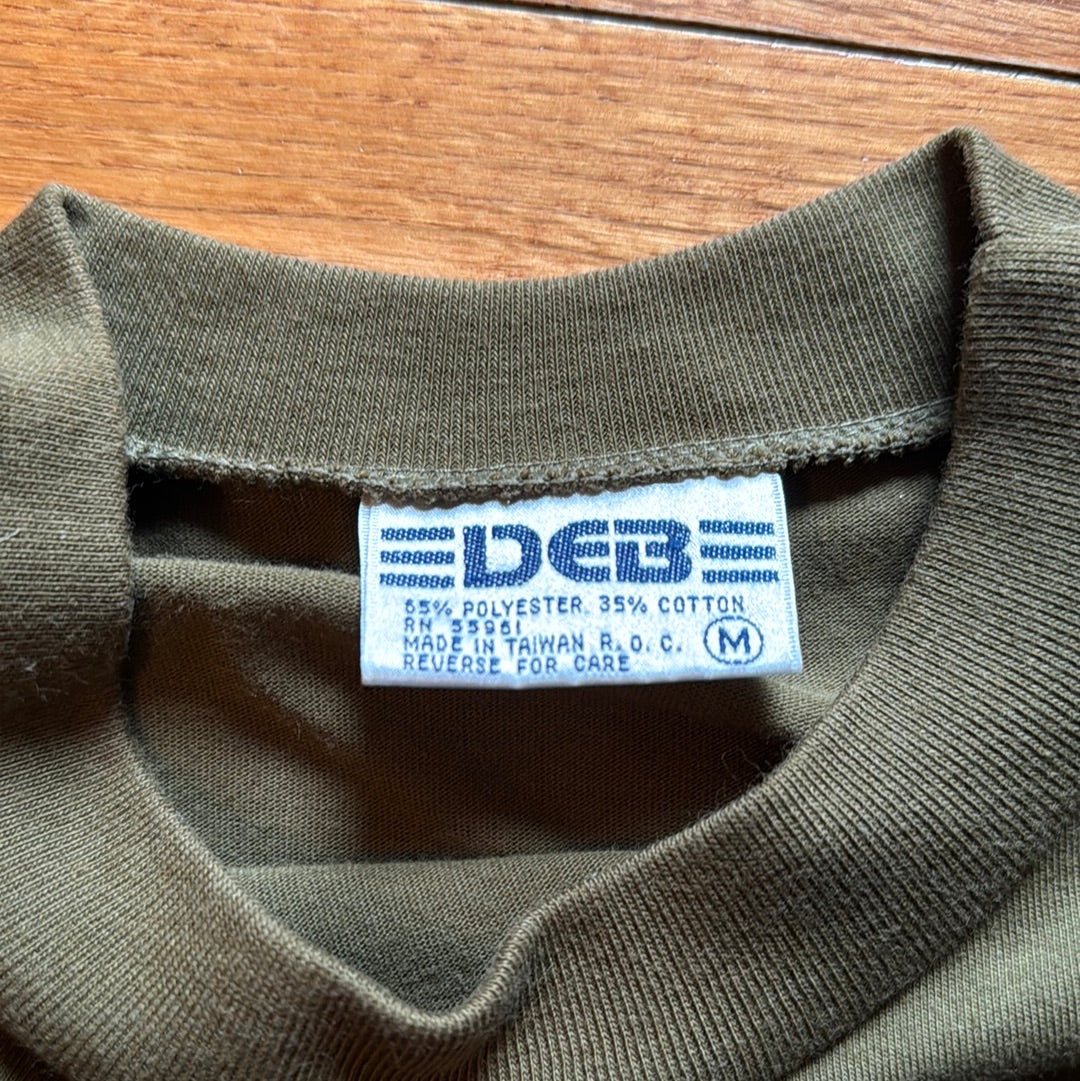 DEB
65% POLYESTER 35% COTTON
RN 55961
MADE IN TAIWAN R.O.C.
REVERSE FOR CARE
M